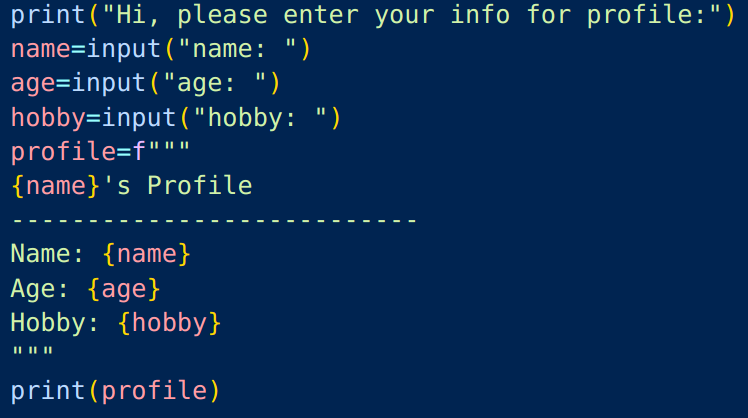 print("Hi, please enter your info for profile:")
name=input("name: ")
age=input("age: ")
hobby=input("hobby: ")
profile=f"""
{name}'s Profile
---------------------------
Name: {name}
Age: {age}
Hobby: {hobby}
"""
print(profile)